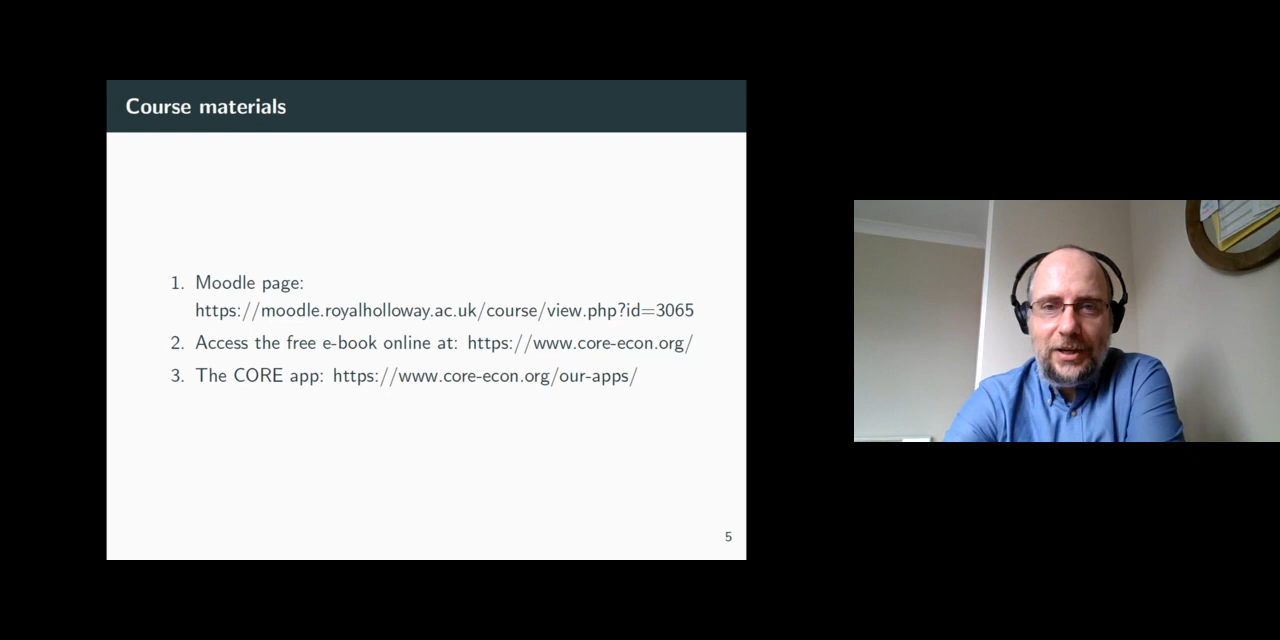 Course materials
1. Moodle page:
https://moodle.royalholloway.ac.uk/course/view.php?id=3065
2. Access the free e-book online at: https://www.core-econ.org/
3. The CORE app: https://www.core-econ.org/our-apps/
5